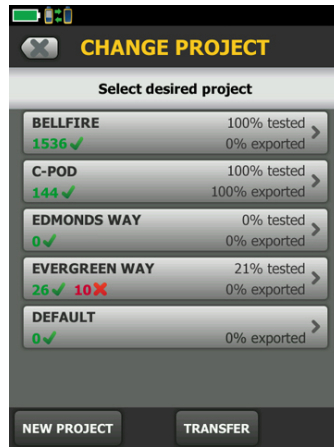 CHANGE PROJECT
Select desired project
BELLFIRE 100% tested
1536 0% exported
C-POD 100% tested
144 100% exported
EDMONDS WAY 0% tested
0 0% exported
EVERGREEN WAY 21% tested
26 10 0% exported
DEFAULT
0 0% exported
NEW PROJECT TRANSFER